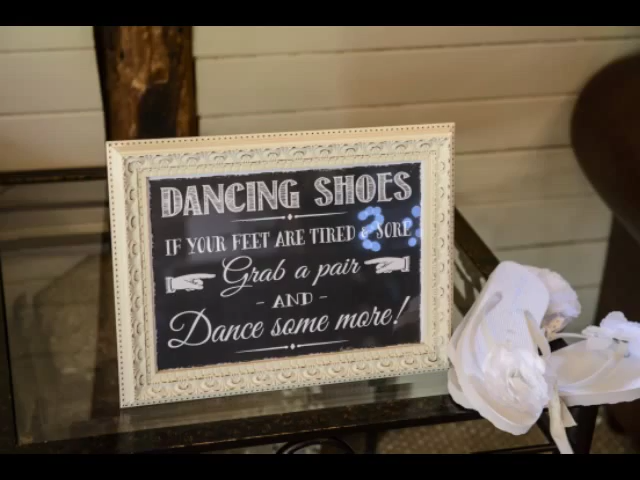 DANCING SHOES
IF YOUR FEET ARE TIRED & SORE
Grab a pair
- AND -
Dance some more!